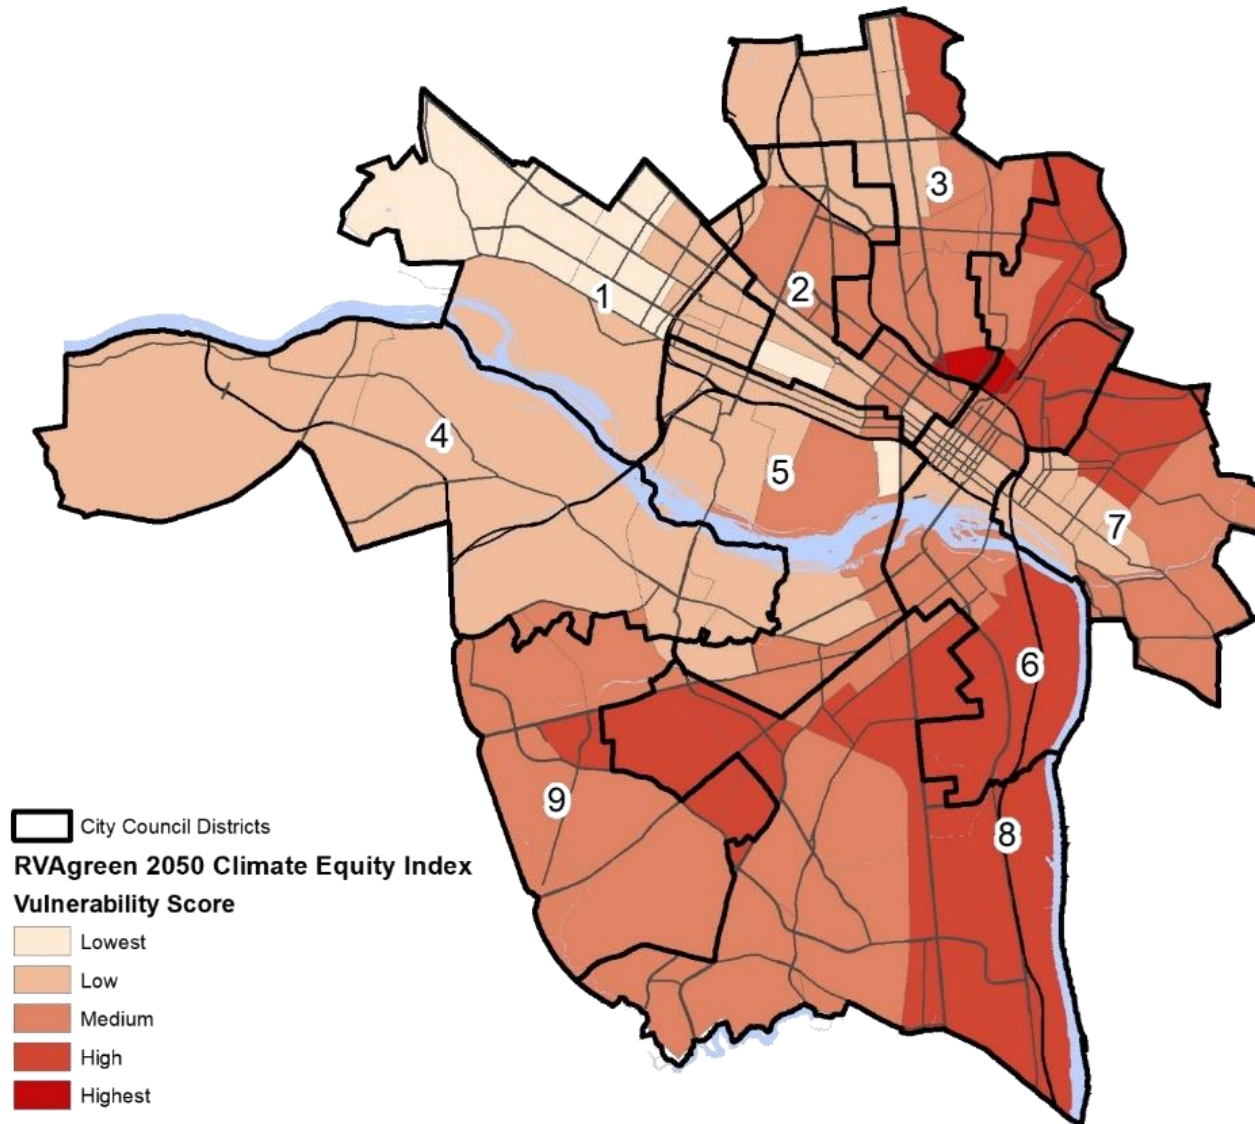 3
2
1
4
5
7
6
9
8
City Council Districts
RVAgreen 2050 Climate Equity Index
Vulnerability Score
Lowest
Low
Medium
High
Highest